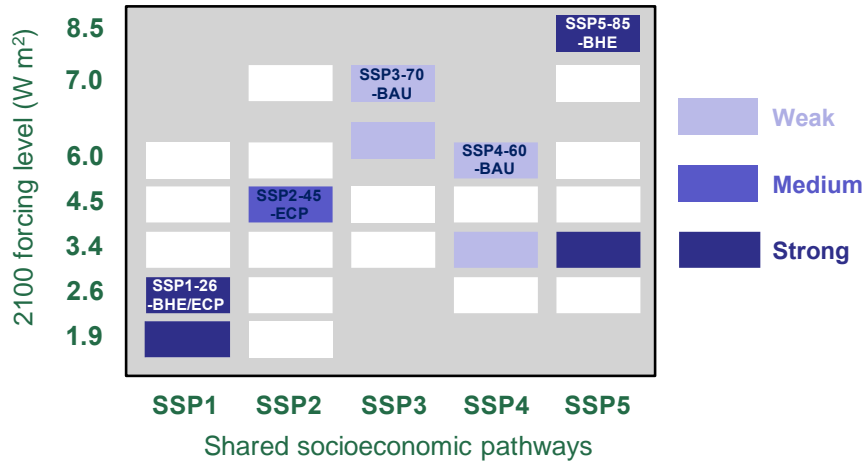 8.5
SSP5-85
-BHE
7.0
SSP3-70
-BAU
Weak
6.0
SSP4-60
-BAU
Medium
4.5
SSP2-45
-ECP
3.4
Strong
2.6
SSP1-26
-BHE/ECP
1.9
2100 forcing level (W m²)
SSP1 SSP2 SSP3 SSP4 SSP5
Shared socioeconomic pathways